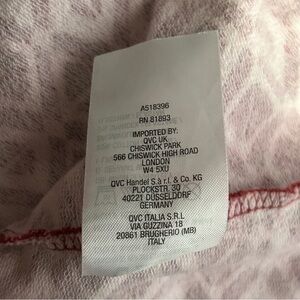 A518396
RN 81893
IMPORTED BY:
QVC UK
CHISWICK PARK
566 CHISWICK HIGH ROAD
LONDON
W4 5XU
QVC Handel S.à r.l. & Co. KG
PLOCKSTR. 30
40221 DÜSSELDORF
GERMANY
QVC ITALIA S.R.L
VIA GUZZINA 18
20861 BRUGHERIO (MB)
ITALY